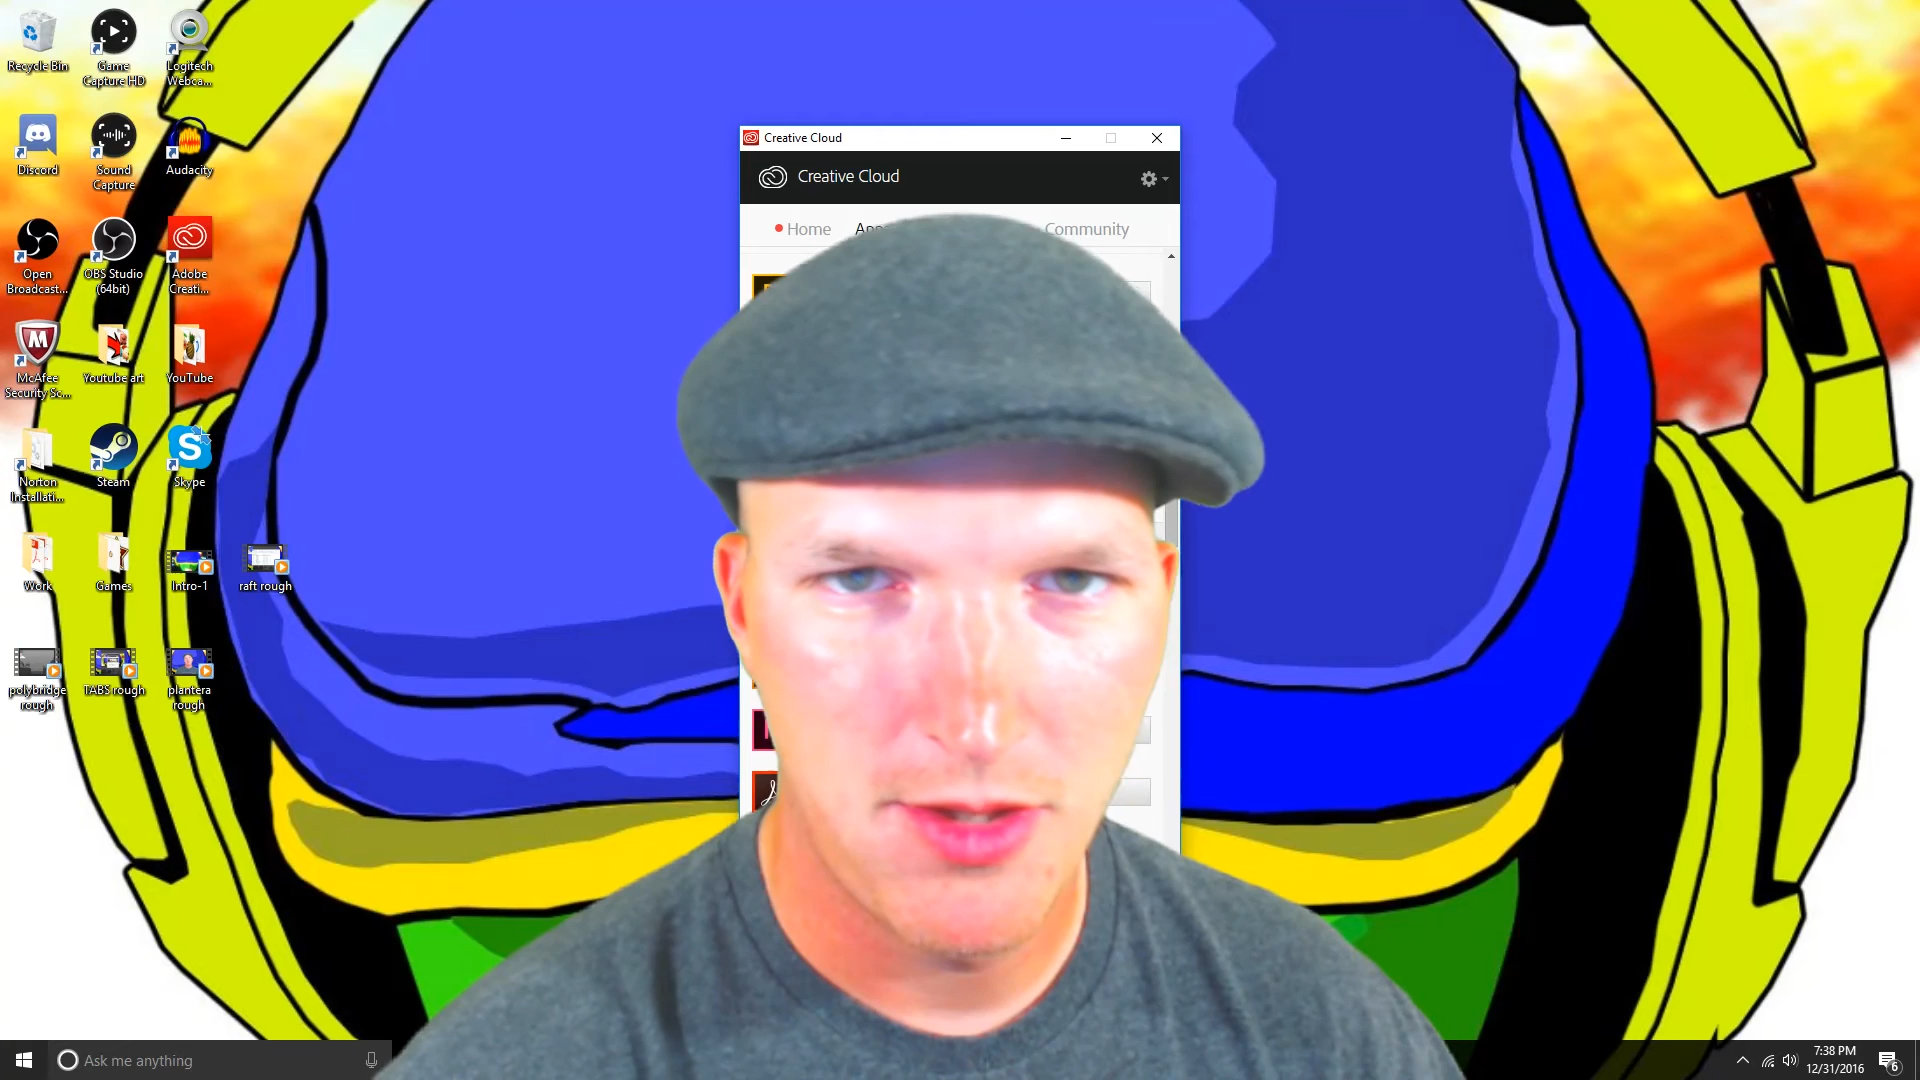 Recycle Bin
Game
Capture HD
Logitech
Webca...
Discord
Sound
Capture
Audacity
Open
Broadcast...
OBS Studio
(64bit)
Adobe
Creati...
McAfee
Security Sc...
Youtube art
YouTube
Norton
Installati...
Steam
Skype
Work
Games
Intro-1
raft rough
polybridge
rough
TABS rough
plantera
rough
Creative Cloud
Creative Cloud
Home
Community
Ask me anything
7:38 PM
12/31/2016
6